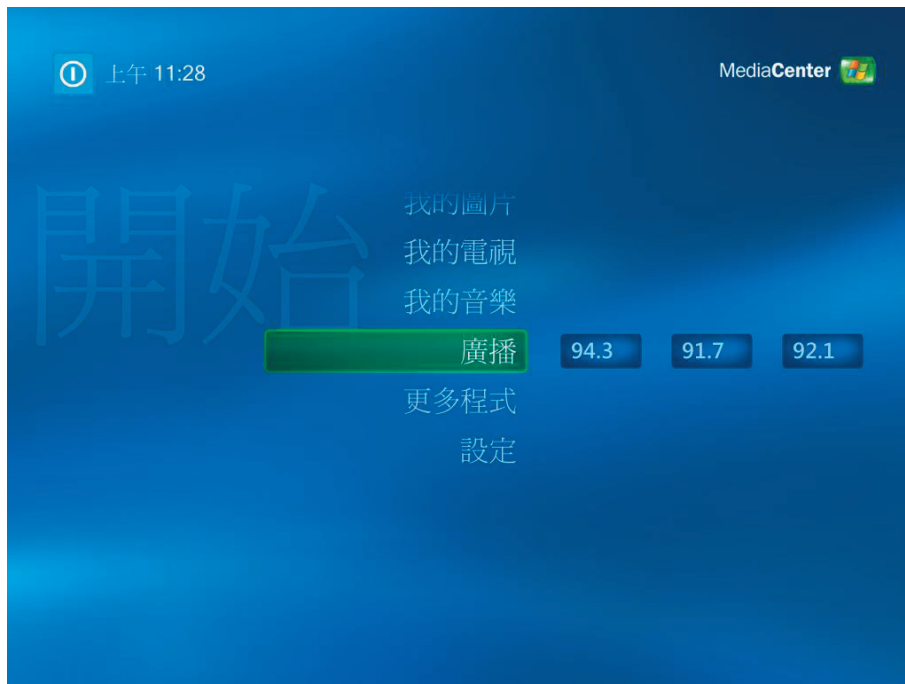 上午 11:28
MediaCenter
開始
我的圖片
我的電視
我的音樂
廣播 94.3 91.7 92.1
更多程式
設定